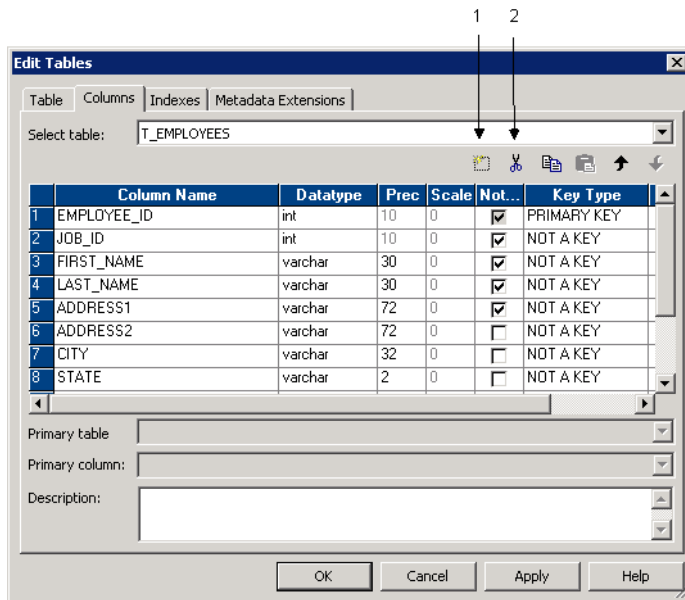 1 2
Edit Tables
Table Columns Indexes Metadata Extensions
Select table: T_EMPLOYEES
Column Name Datatype Prec Scale Not... Key Type
1 EMPLOYEE_ID int 10 0 PRIMARY KEY
2 JOB_ID int 10 0 NOT A KEY
3 FIRST_NAME varchar 30 0 NOT A KEY
4 LAST_NAME varchar 30 0 NOT A KEY
5 ADDRESS1 varchar 72 0 NOT A KEY
6 ADDRESS2 varchar 72 0 NOT A KEY
7 CITY varchar 32 0 NOT A KEY
8 STATE varchar 2 0 NOT A KEY
Primary table
Primary column:
Description:
OK Cancel Apply Help